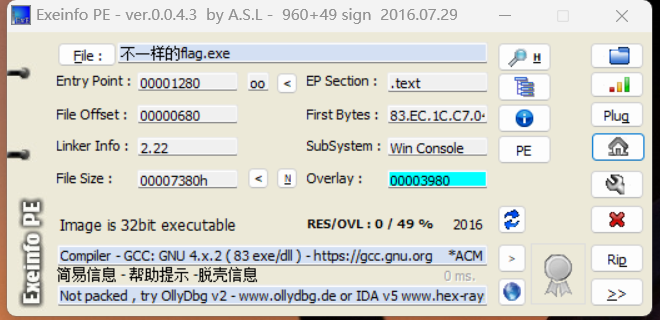 Exeinfo PE - ver.0.0.4.3 by A.S.L - 960+49 sign 2016.07.29
File : 不一样的flag.exe H
Entry Point : 00001280 oo < EP Section : .text
File Offset : 00000680 First Bytes : 83.EC.1C.C7.04 Plug
Linker Info : 2.22 SubSystem : Win Console PE
File Size : 00007380h < N Overlay : 00003980
Image is 32bit executable RES/OVL : 0 / 49 % 2016
Compiler - GCC: GNU 4.x.2 ( 83 exe/dll ) - https://gcc.gnu.org *ACM > Rip
简易信息 - 帮助提示 - 脱壳信息 0 ms.
Not packed , try OllyDbg v2 - www.ollydbg.de or IDA v5 www.hex-ray >>
Exeinfo PE